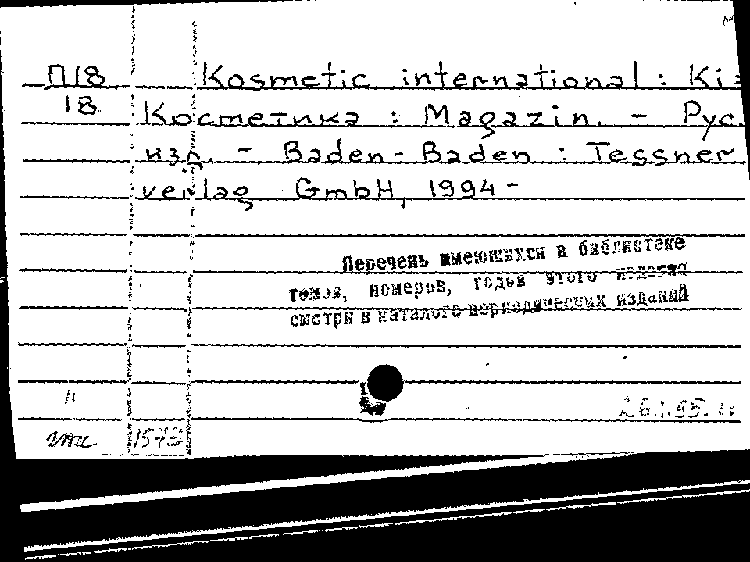 П18 Kosmetic international : Ki
18 Косметика : Magazin. - Рус.
изд. - Baden-Baden : Tessner
verlag GmbH, 1994 -
Перечень имеющихся в библиотеке
томов, номеров, годов этого издания
смотри в каталоге периодических изданий
1572